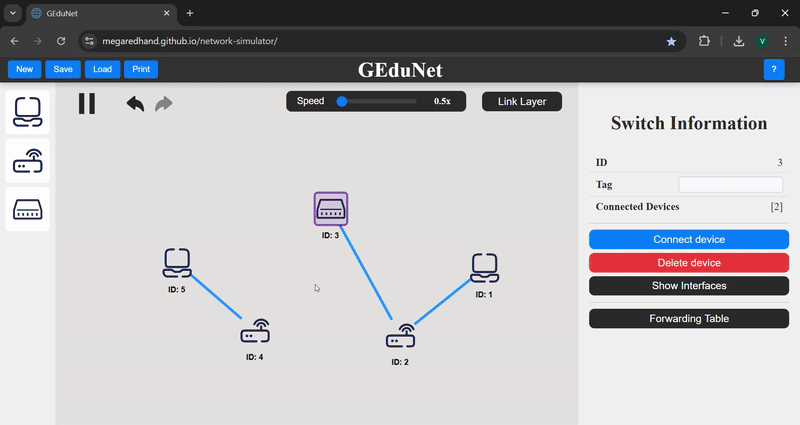 GEduNet
megaredhand.github.io/network-simulator/
V
New
Save
Load
Print
GEduNet
?
Speed
0.5x
Link Layer
Switch Information
ID 3
Tag
Connected Devices [2]
Connect device
Delete device
Show Interfaces
Forwarding Table
ID: 3
ID: 5
ID: 1
ID: 4
ID: 2